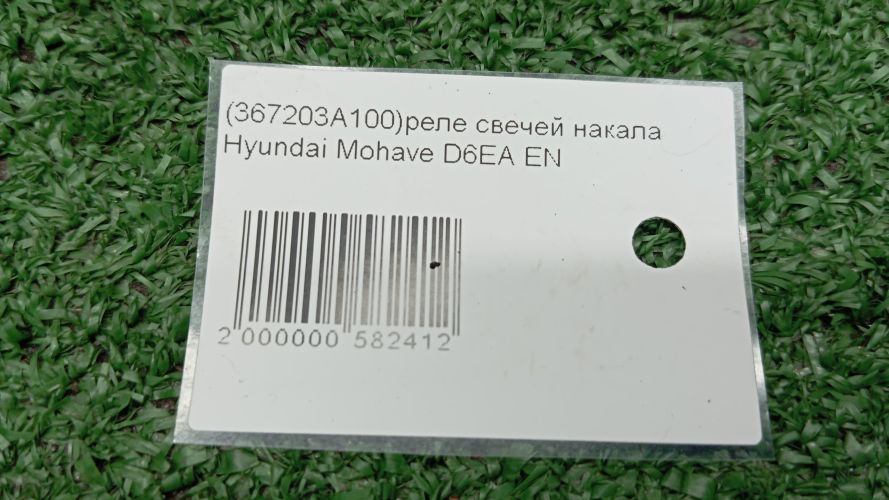 (367203A100)реле свечей накала
Hyundai Mohave D6EA EN
2 000000 582412